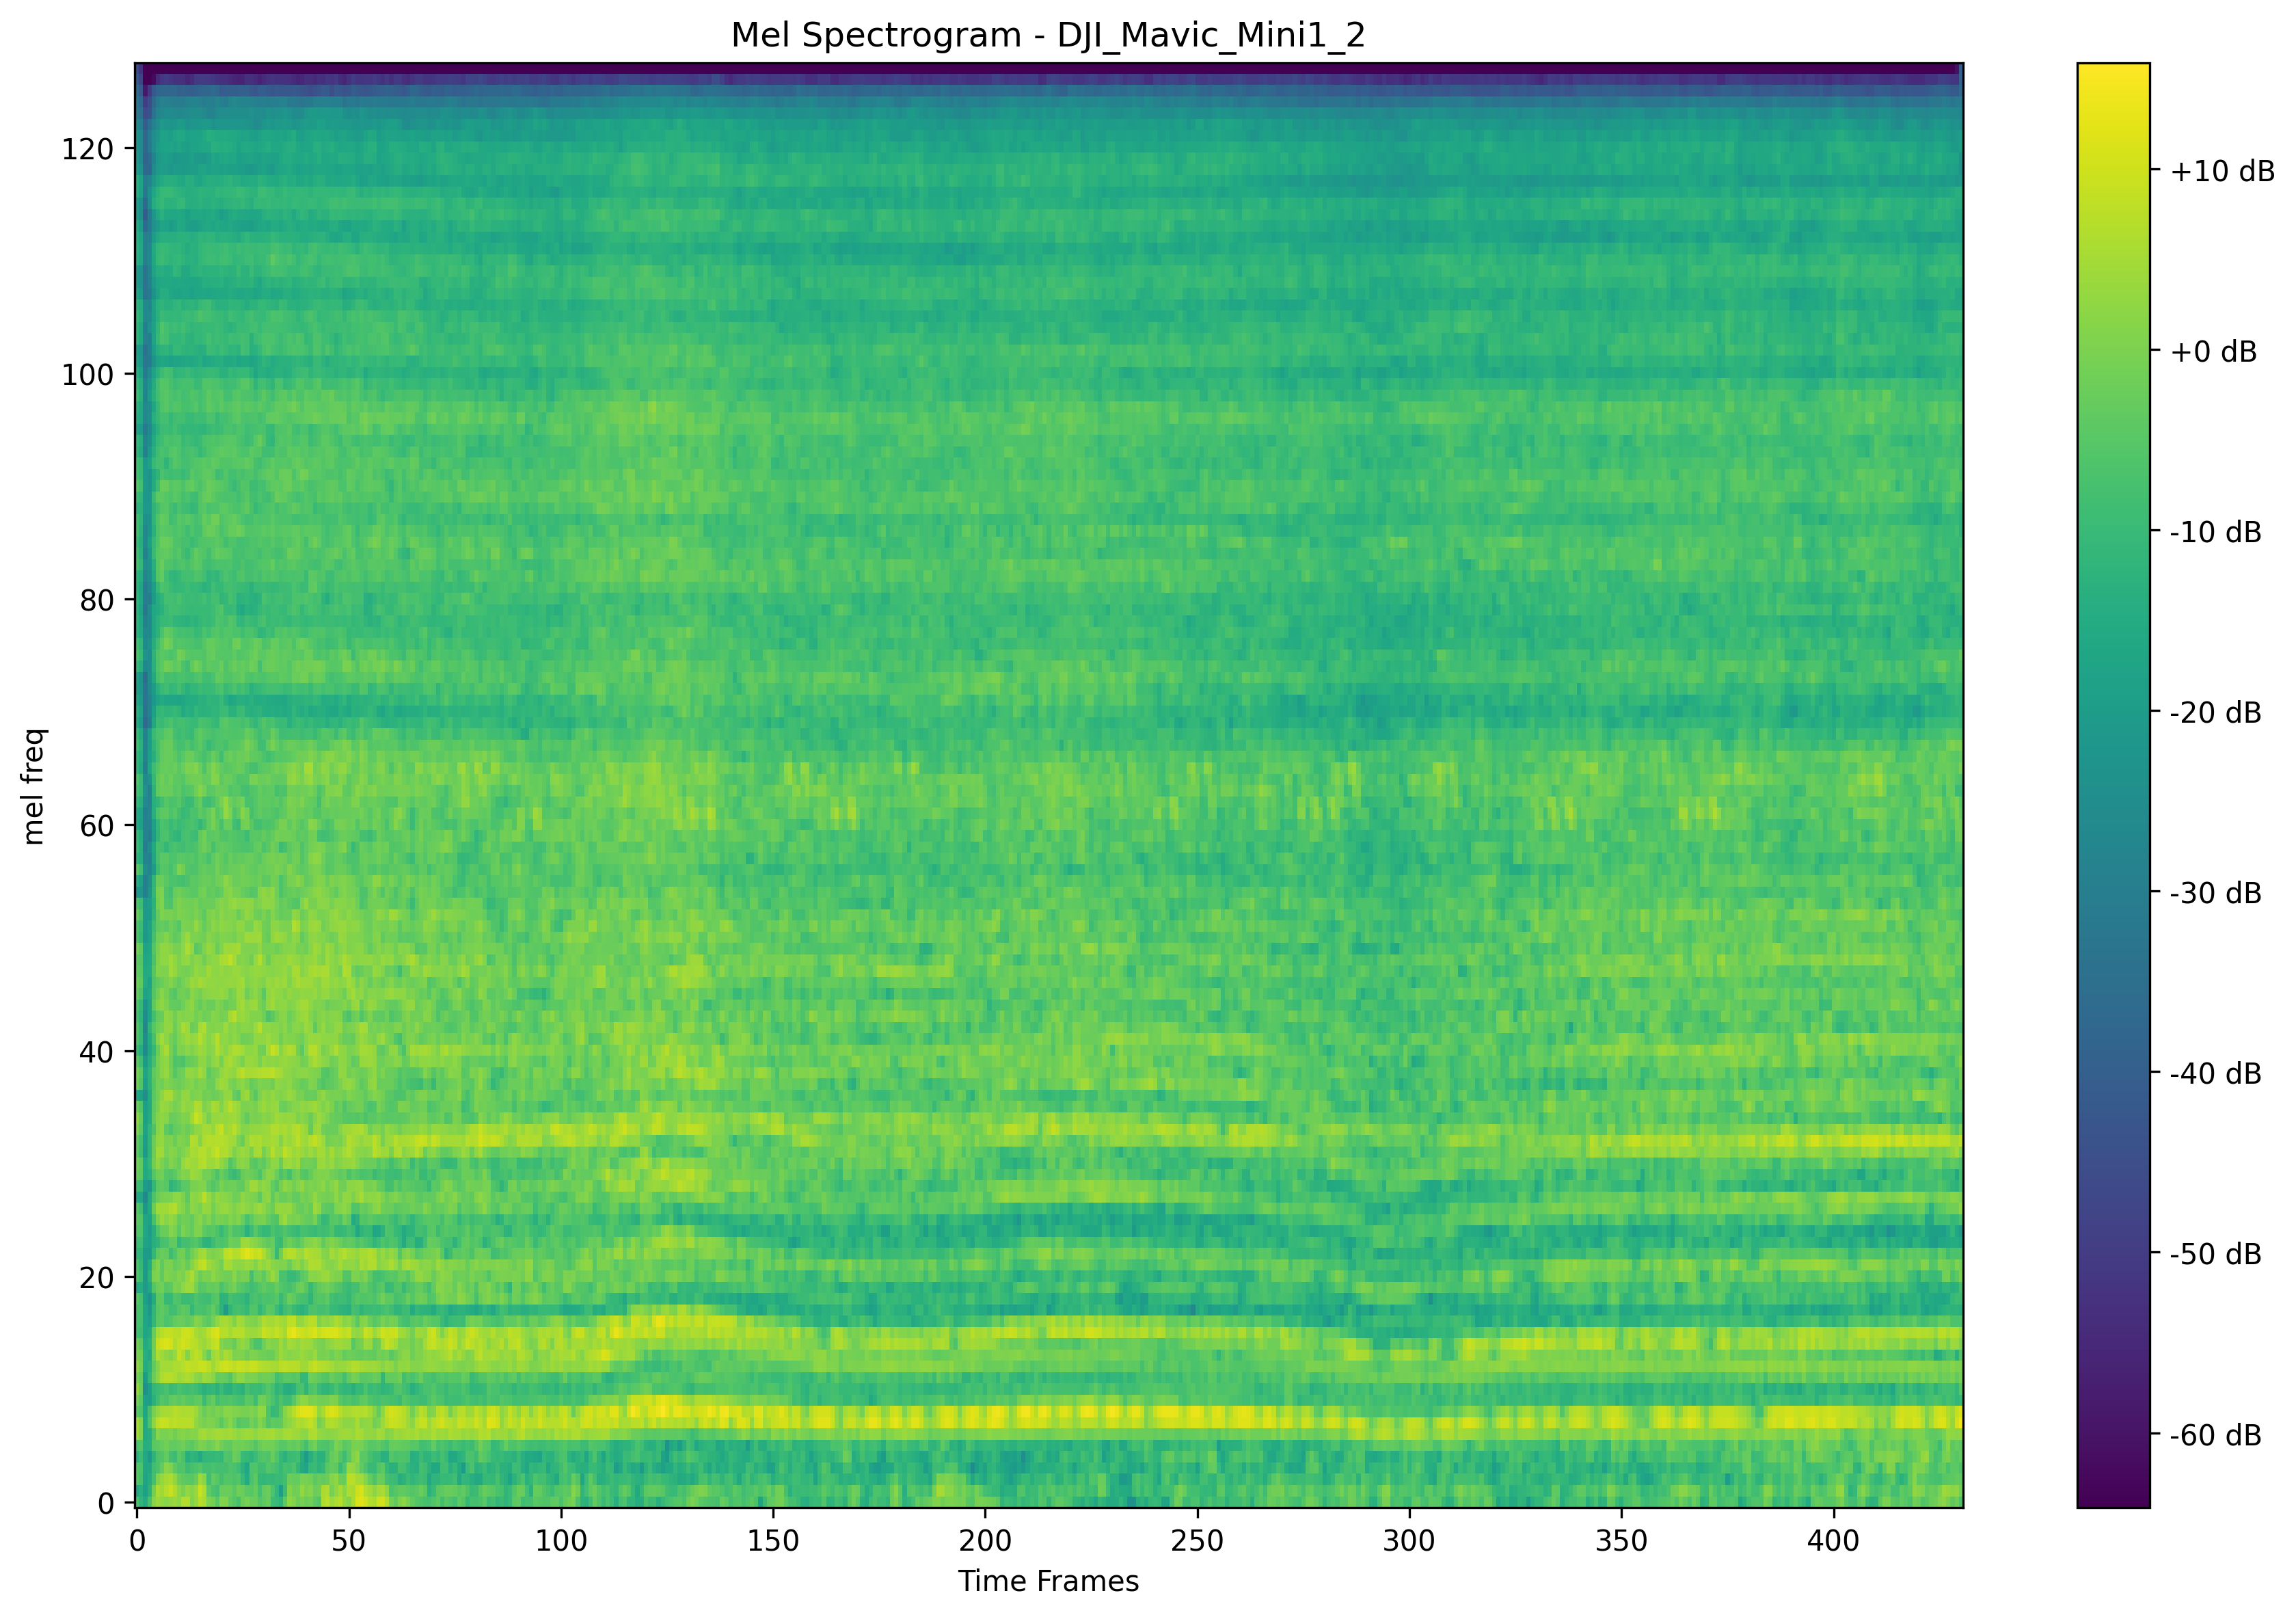 Mel Spectrogram - DJI_Mavic_Mini1_2
mel freq
120
100
80
60
40
20
0
0 50 100 150 200 250 300 350 400
Time Frames
+10 dB
+0 dB
-10 dB
-20 dB
-30 dB
-40 dB
-50 dB
-60 dB